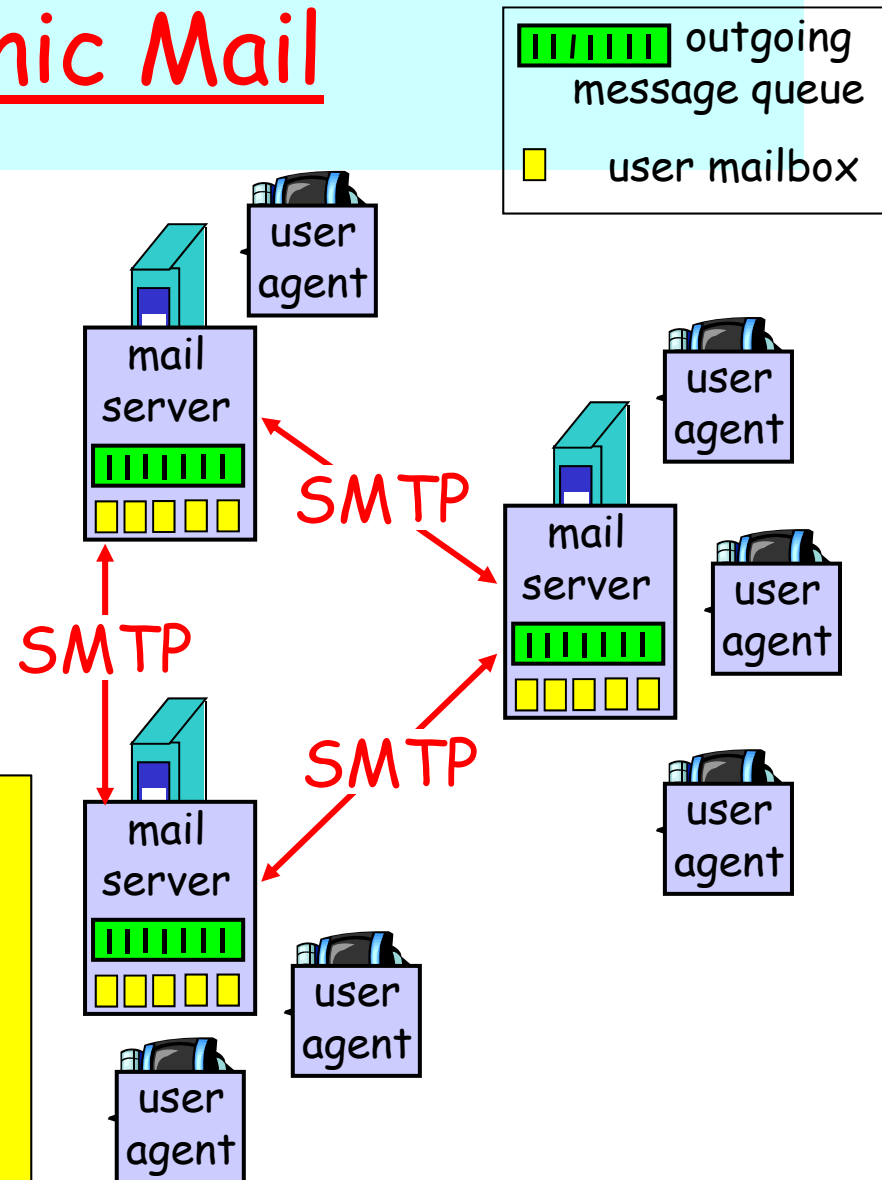 nic Mail
outgoing
message queue
user mailbox
user
agent
mail
server
user
agent
SMTP
mail
server
user
agent
SMTP
SMTP
user
agent
mail
server
user
agent
user
agent